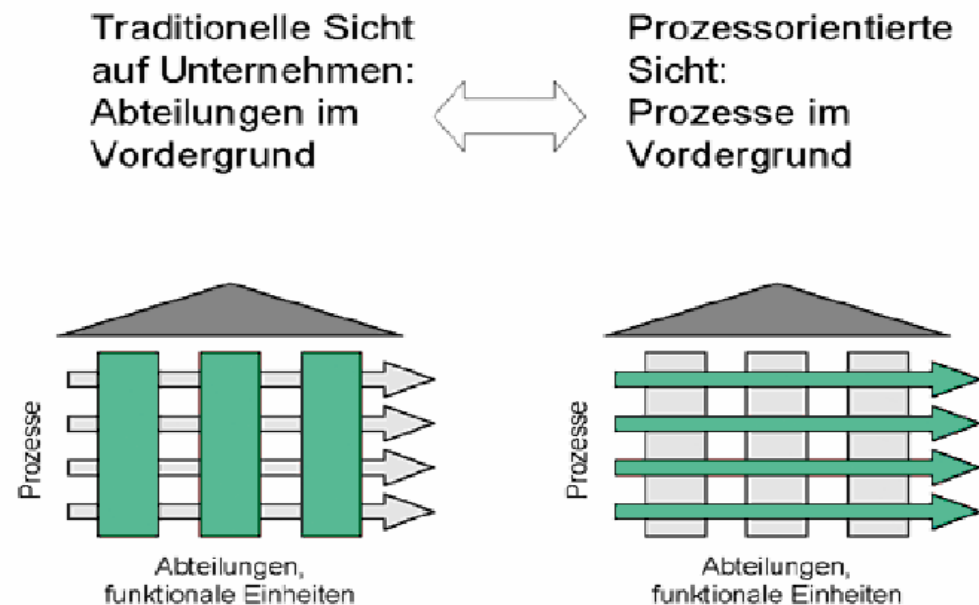 Traditionelle Sicht
auf Unternehmen:
Abteilungen im
Vordergrund
Prozessorientierte
Sicht:
Prozesse im
Vordergrund
Prozesse
Abteilungen,
funktionale Einheiten
Prozesse
Abteilungen,
funktionale Einheiten